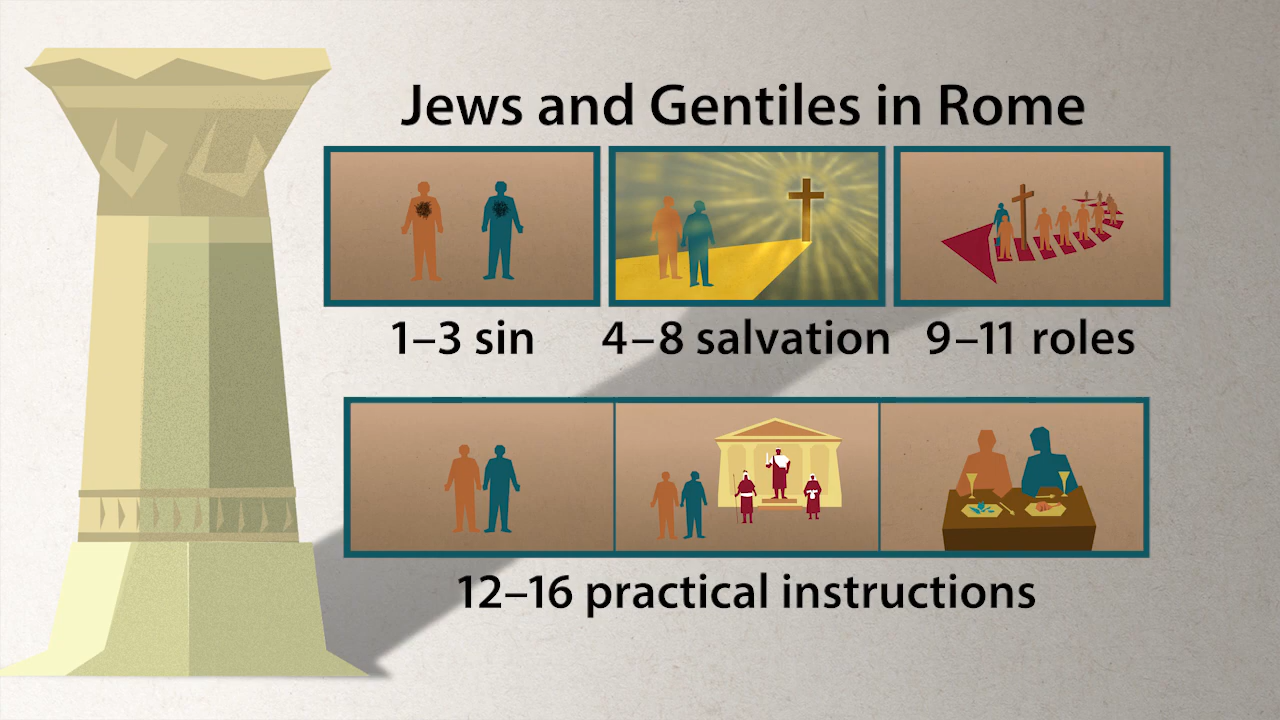 Jews and Gentiles in Rome
1–3 sin
4–8 salvation
9–11 roles
12–16 practical instructions